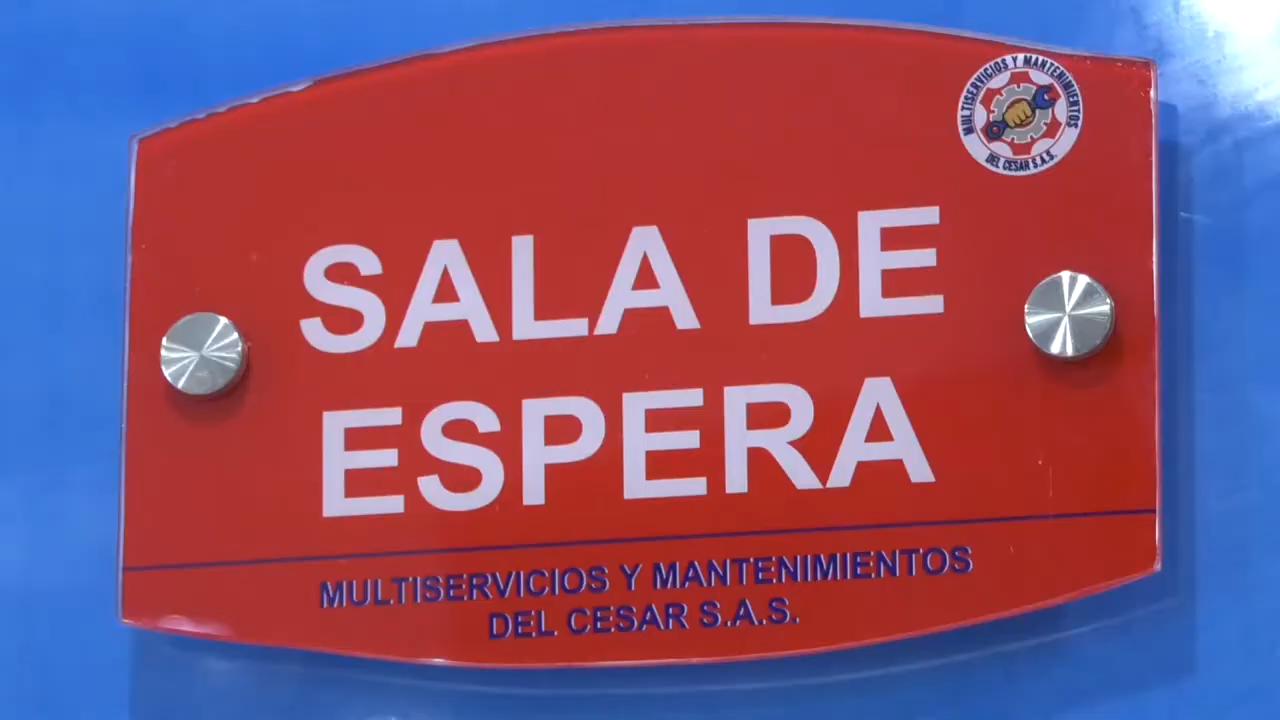 MULTISERVICIOS Y MANTENIMIENTOS
DEL CESAR S.A.S.
SALA DE
ESPERA
MULTISERVICIOS Y MANTENIMIENTOS
DEL CESAR S.A.S.